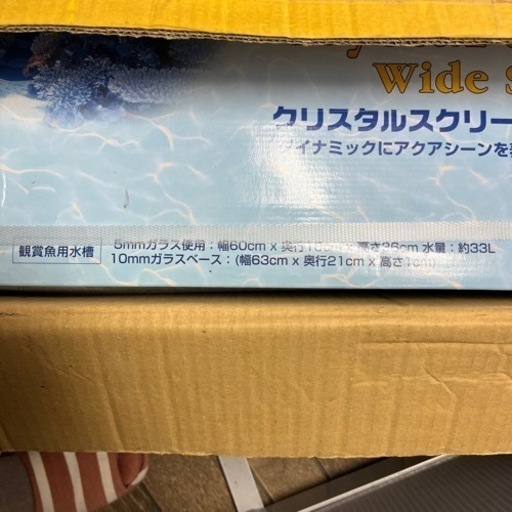 Wide S
クリスタルスクリー
ダイナミックにアクアシーンを
観賞魚用水槽
5mmガラス使用：幅60cm x 奥行 高さ36cm 水量：約33L
10mmガラスベース：(幅63cm x 奥行21cm x 高さ1cm)